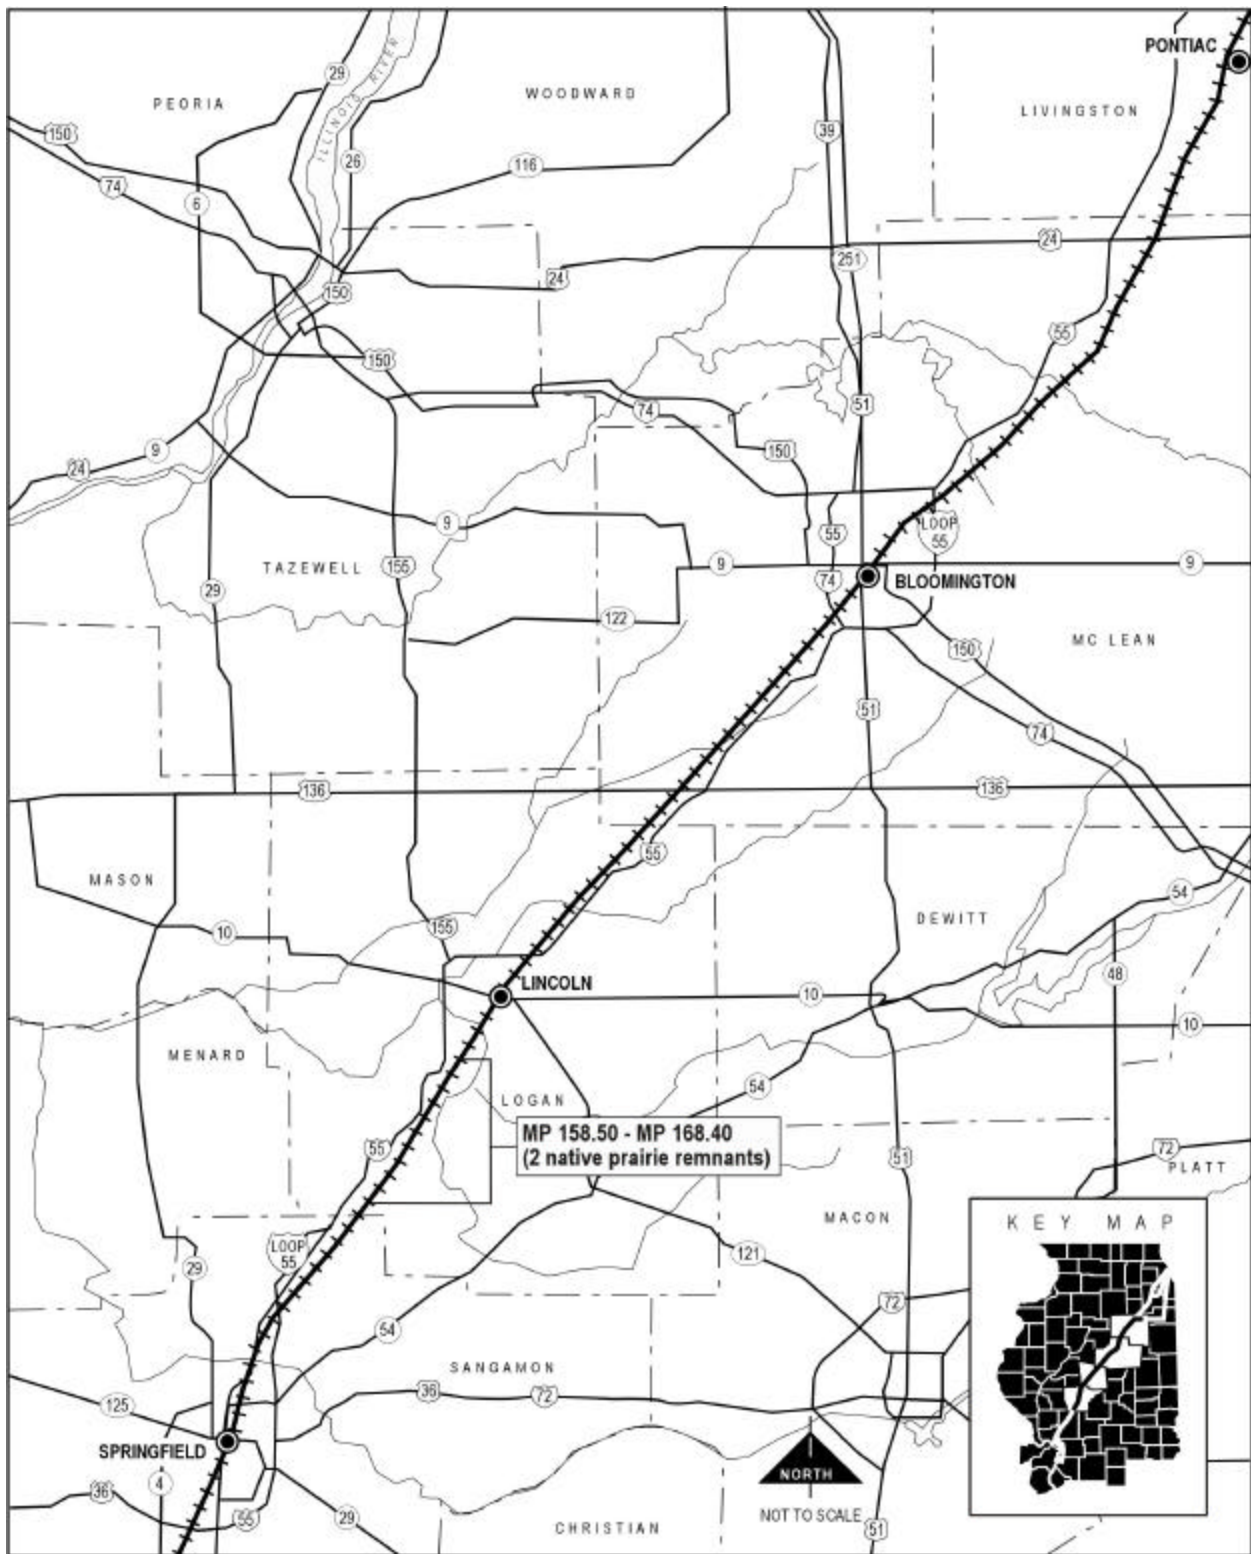 PONTIAC
29
ILLINOIS RIVER
PEORIA
WOODWARD
LIVINGSTON
150
39
26
116
74
6
24
251
24
150
55
150
74
51
9
150
24
9
LOOP
55
55
9
9
TAZEWELL
155
74
BLOOMINGTON
29
122
MC LEAN
150
51
74
136
136
55
MASON
54
DEWITT
155
10
48
LINCOLN
10
10
MENARD
54
LOGAN
MP 158.50 - MP 168.40
(2 native prairie remnants)
55
51
72
PLATT
MACON
KEY MAP
LOOP
55
121
29
72
54
SANGAMON
36
72
125
SPRINGFIELD
NORTH
4
36
NOT TO SCALE
55
29
CHRISTIAN
51